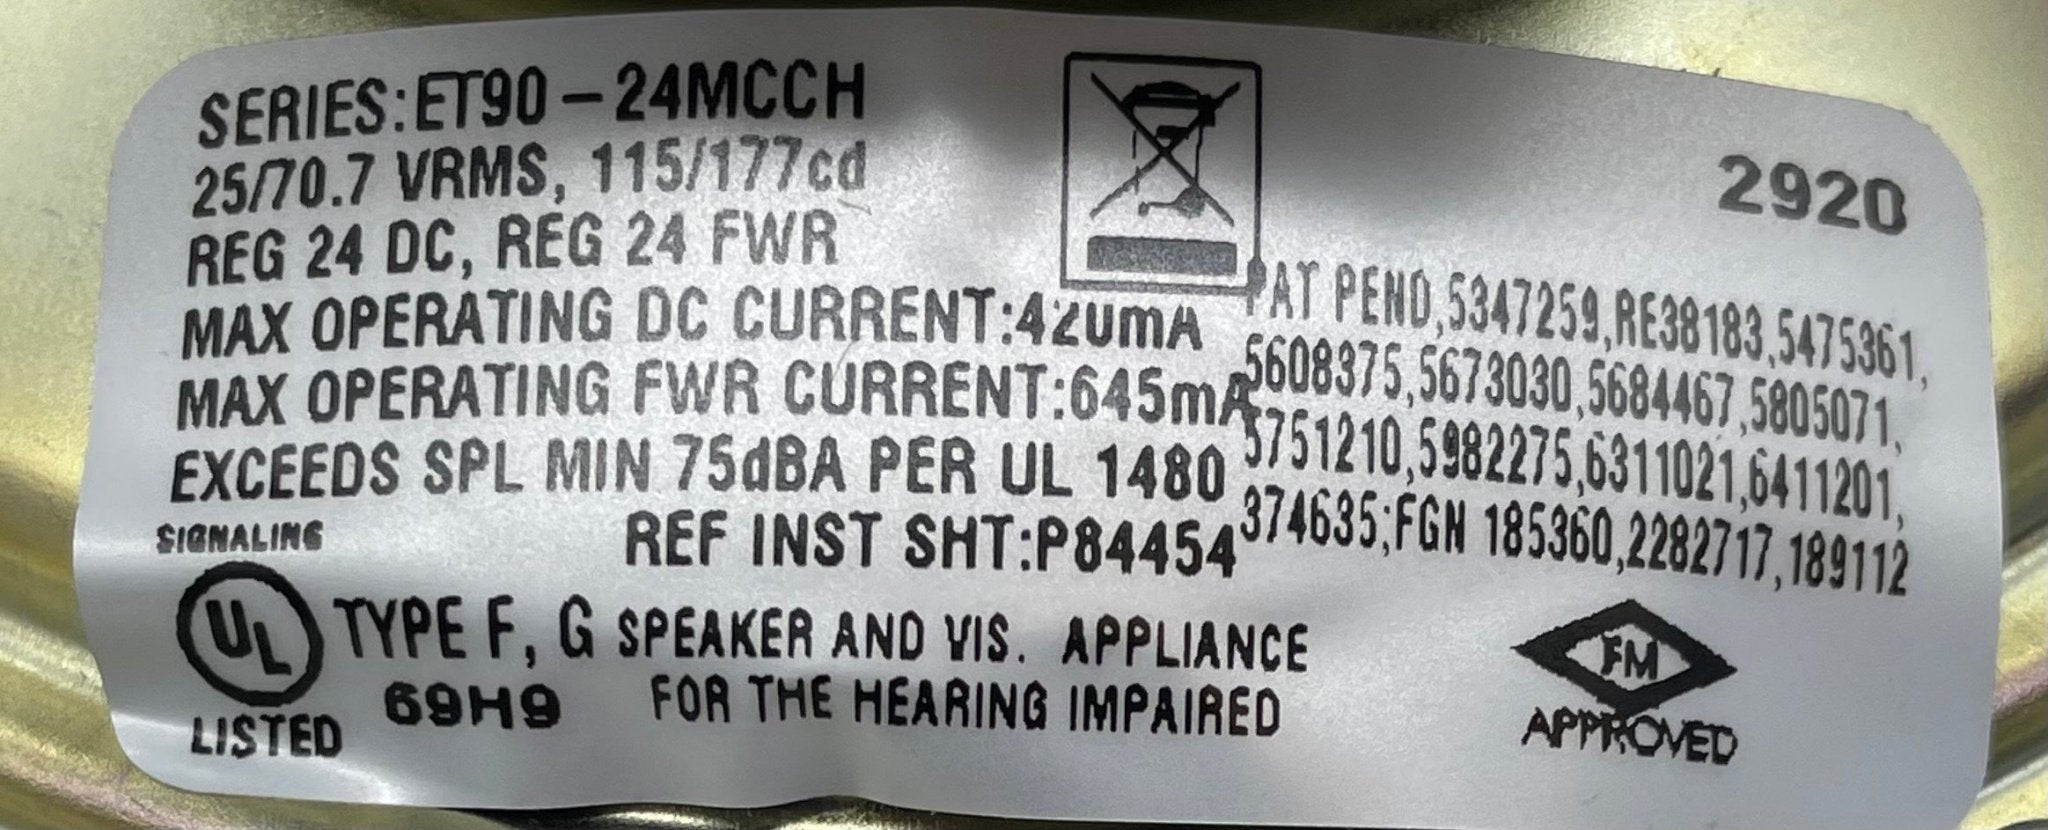 SERIES:ET90-24MCCH
25/70.7 VRMS, 115/177cd
REG 24 DC, REG 24 FWR
MAX OPERATING DC CURRENT:420mA
MAX OPERATING FWR CURRENT:645mA
EXCEEDS SPL MIN 75dBA PER UL 1480
REF INST SHT:P84454
2920
PAT PEND,5347259,RE38183,5475361,
5608375,5673030,5684467,5805071,
5751210,5982275,6311021,6411201,
374635;FGN 185360,2282717,189112
SIGNALING
UL TYPE F, G SPEAKER AND VIS. APPLIANCE
LISTED 69H9 FOR THE HEARING IMPAIRED
FM
APPROVED